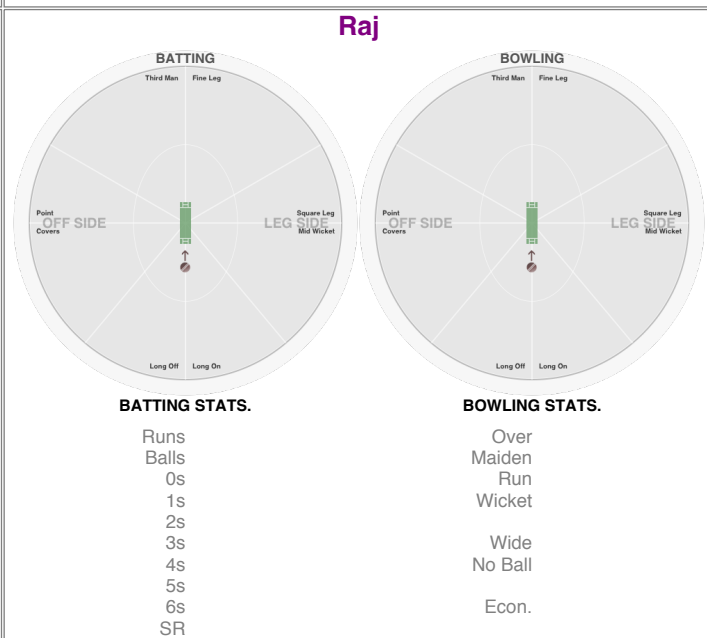 Raj
BATTING
Third Man Fine Leg
Point Square Leg
OFF SIDE LEG SIDE
Covers Mid Wicket
Long Off Long On
BATTING STATS.
Runs
Balls
0s
1s
2s
3s
4s
5s
6s
SR
BOWLING
Third Man Fine Leg
Point Square Leg
OFF SIDE LEG SIDE
Covers Mid Wicket
Long Off Long On
BOWLING STATS.
Over
Maiden
Run
Wicket
Wide
No Ball
Econ.